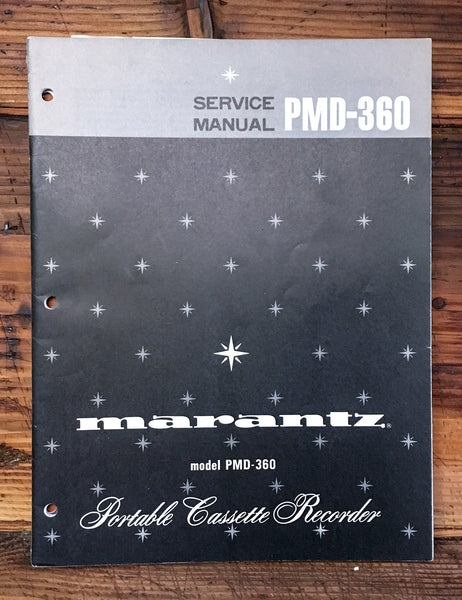 SERVICE
MANUAL PMD-360
marantz®
model PMD-360
Portable Cassette Recorder